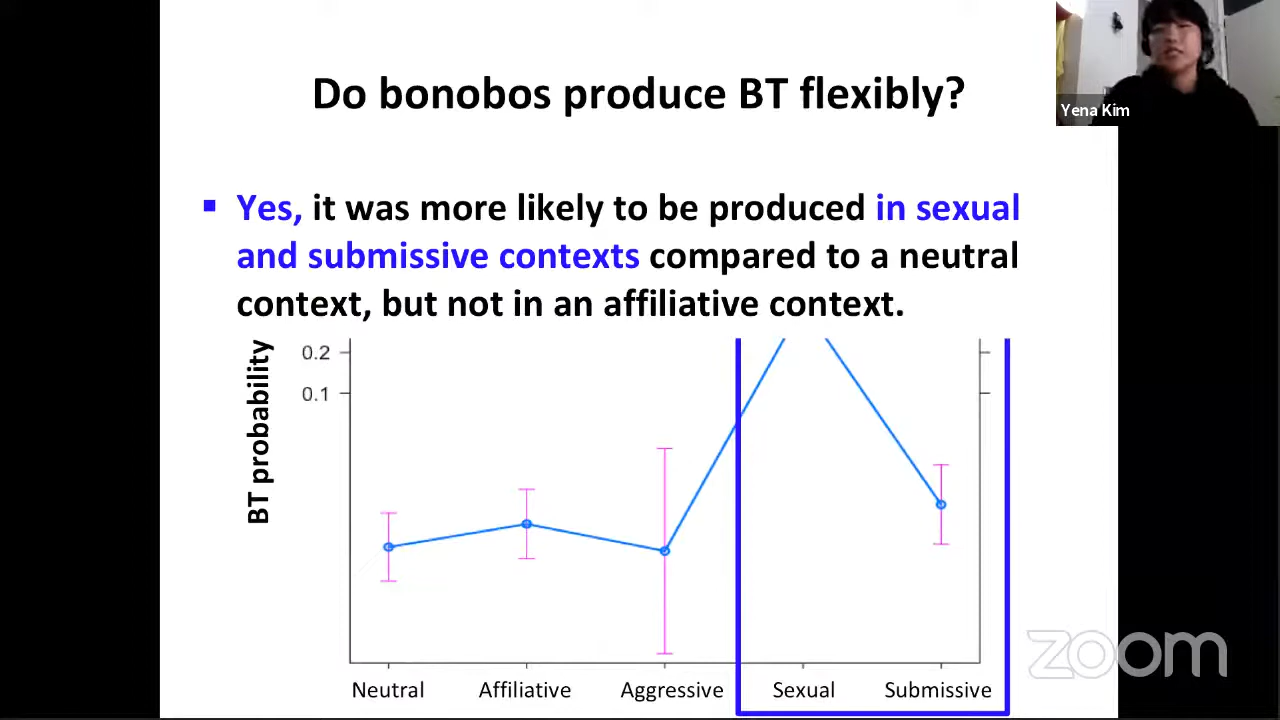 Do bonobos produce BT flexibly?
Yena Kim
▪ Yes, it was more likely to be produced in sexual
and submissive contexts compared to a neutral
context, but not in an affiliative context.
BT probability
0.2
0.1
Neutral Affiliative Aggressive Sexual Submissive
zoom